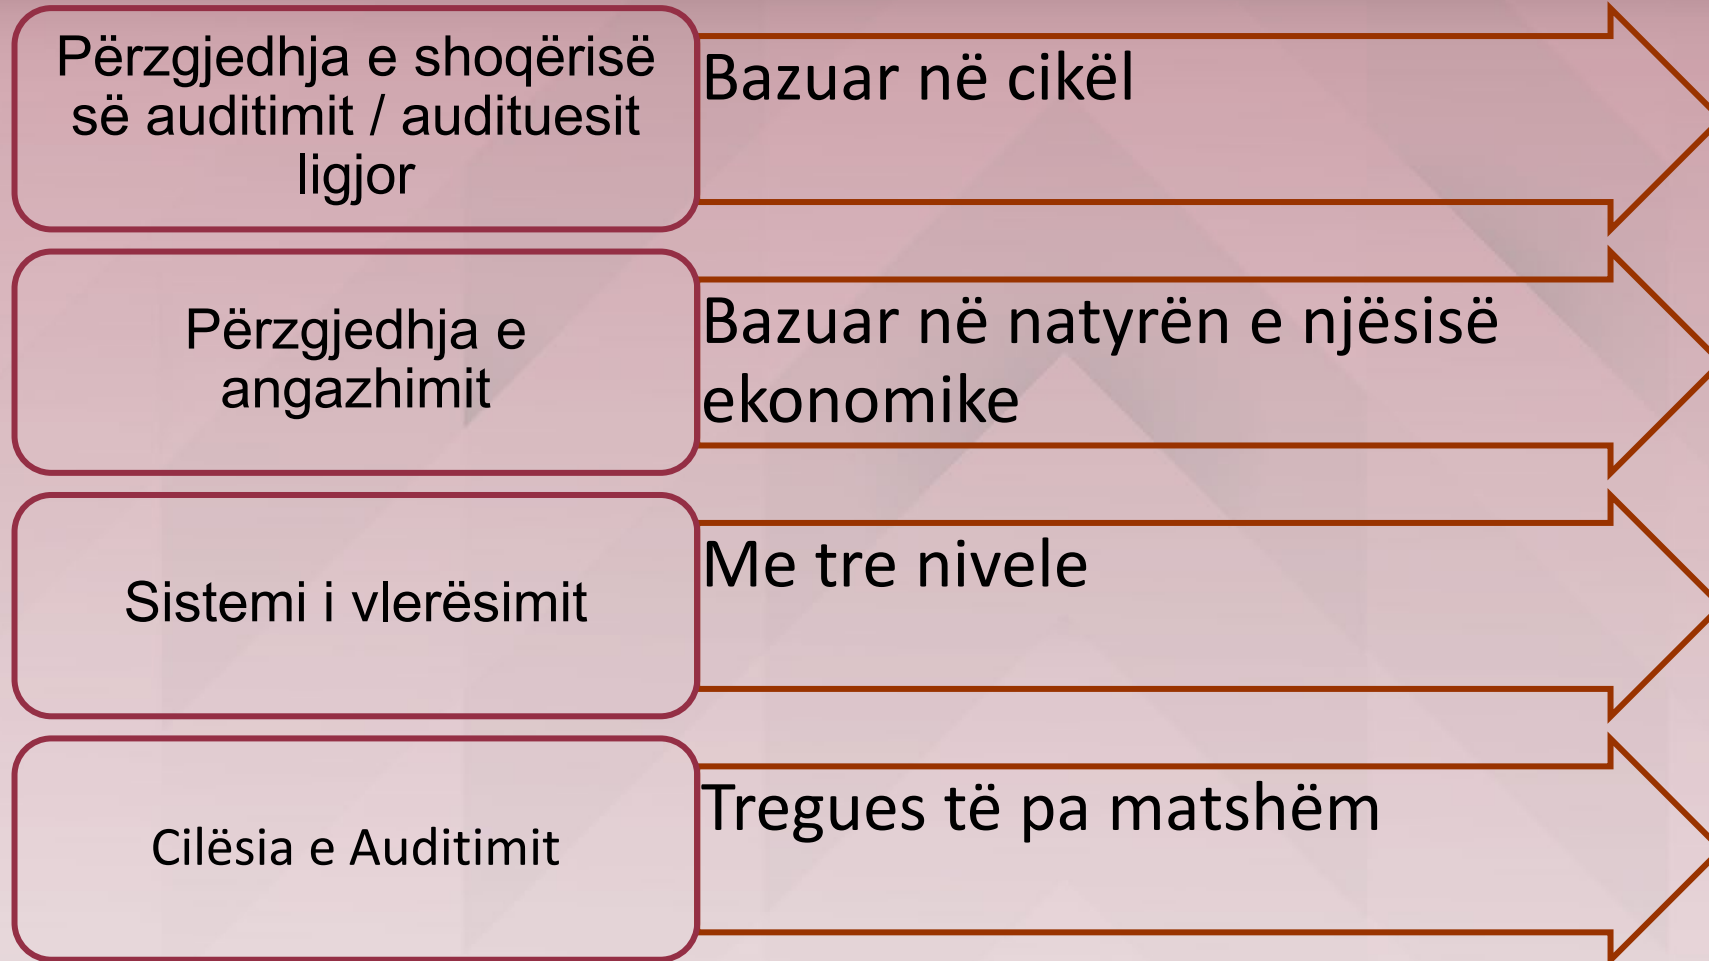 Përzgjedhja e shoqërisë
së auditimit / audituesit
ligjor
Bazuar në cikël
Përzgjedhja e
angazhimit
Bazuar në natyrën e njësisë
ekonomike
Sistemi i vlerësimit
Me tre nivele
Cilësia e Auditimit
Tregues të pa matshëm